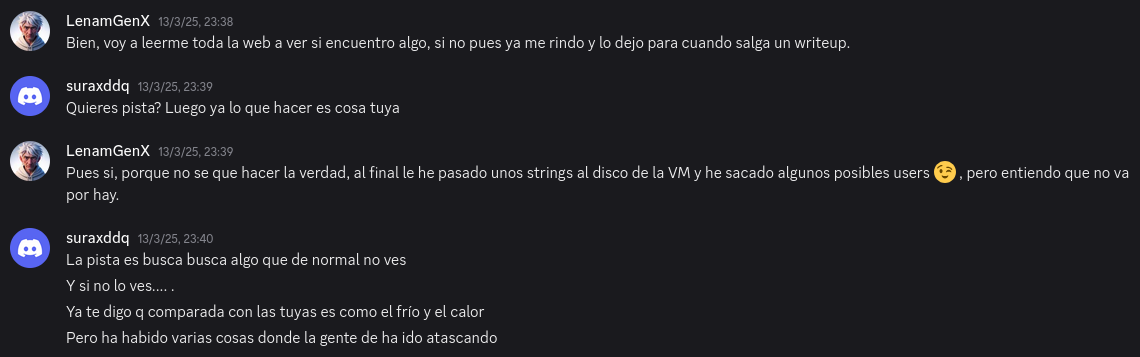 LenamGenX 13/3/25, 23:38
Bien, voy a leerme toda la web a ver si encuentro algo, si no pues ya me rindo y lo dejo para cuando salga un writeup.
suraxddq 13/3/25, 23:39
Quieres pista? Luego ya lo que hacer es cosa tuya
LenamGenX 13/3/25, 23:39
Pues si, porque no se que hacer la verdad, al final le he pasado unos strings al disco de la VM y he sacado algunos posibles users 😉 , pero entiendo que no va
por hay.
suraxddq 13/3/25, 23:40
La pista es busca busca algo que de normal no ves
Y si no lo ves.... .
Ya te digo q comparada con las tuyas es como el frío y el calor
Pero ha habido varias cosas donde la gente de ha ido atascando